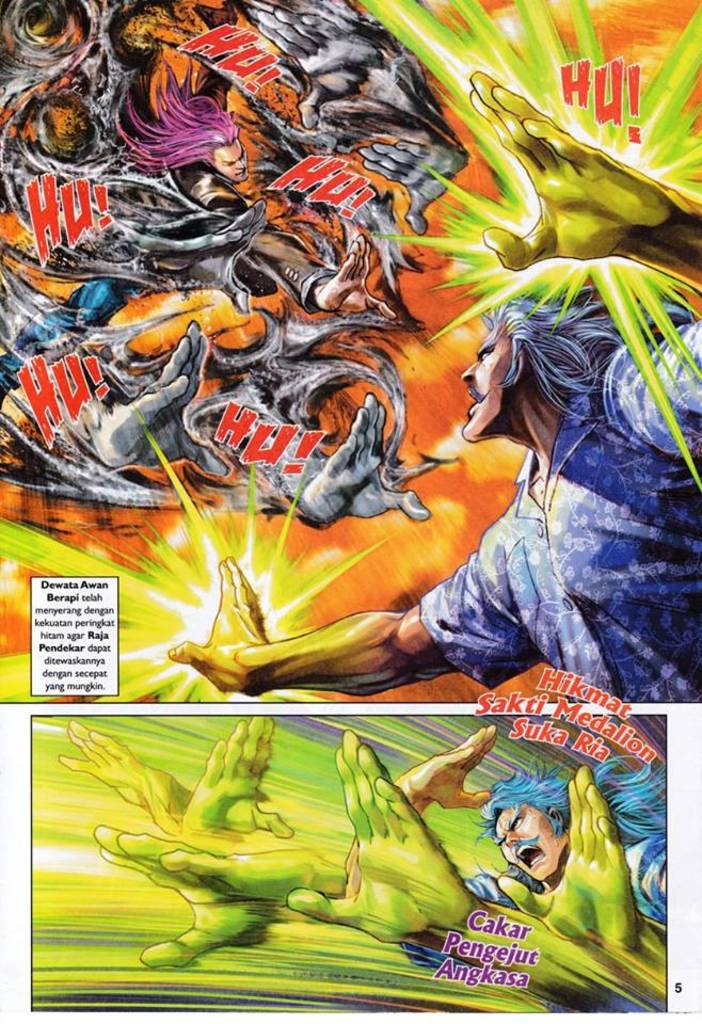 HU!
HU!
HU!
HU!
HU!
HU!
Dewata Awan
Berapi telah
menyerang dengan
kekuatan peringkat
hitam agar Raja
Pendekar dapat
ditewaskannya
dengan secepat
yang mungkin.
Hikmat
Sakti Medalion
Suka Ria
Cakar
Pengejut
Angkasa
5